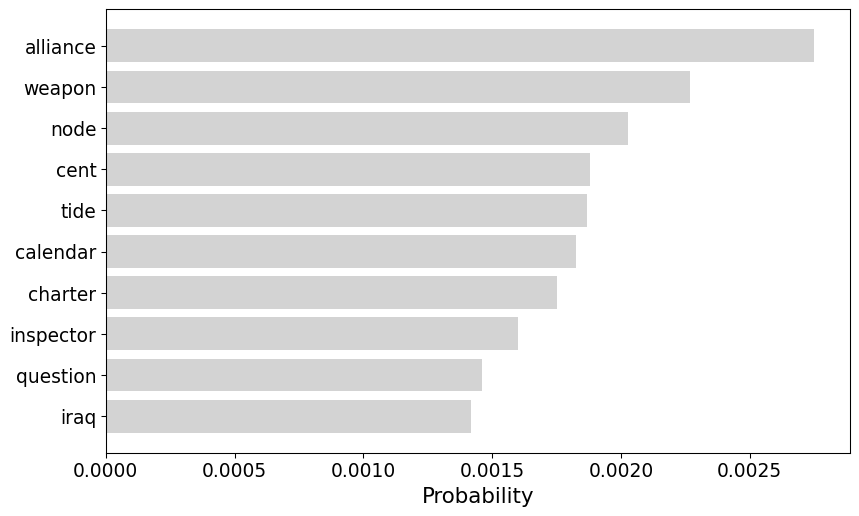 alliance
weapon
node
cent
tide
calendar
charter
inspector
question
iraq
0.0000 0.0005 0.0010 0.0015 0.0020 0.0025
Probability